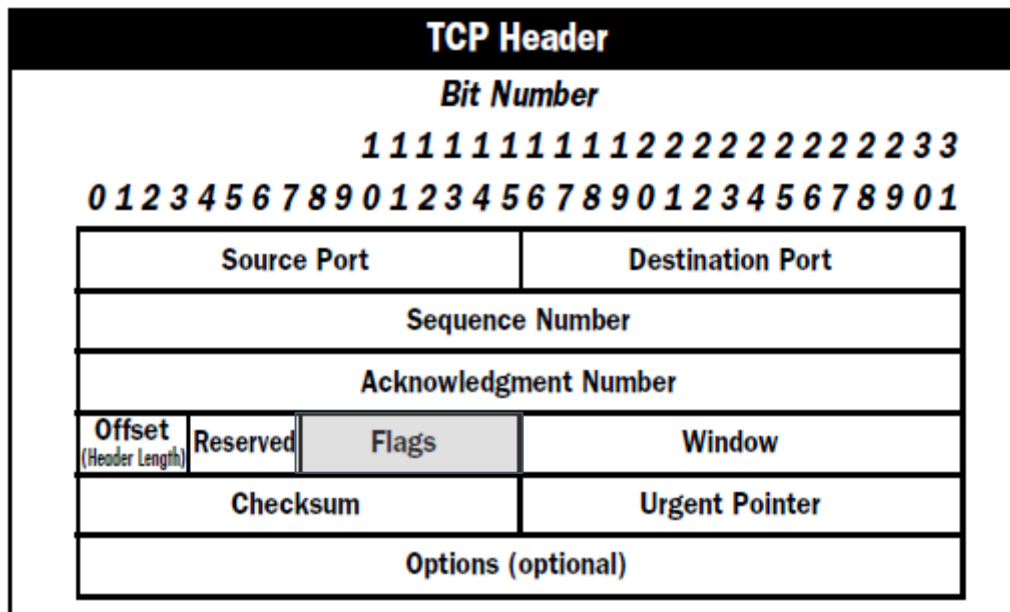 TCP Header
Bit Number
1 1 1 1 1 1 1 1 1 1 2 2 2 2 2 2 2 2 2 2 3 3
0 1 2 3 4 5 6 7 8 9 0 1 2 3 4 5 6 7 8 9 0 1 2 3 4 5 6 7 8 9 0 1
Source Port Destination Port
Sequence Number
Acknowledgment Number
Offset
(Header Length) Reserved Flags Window
Checksum Urgent Pointer
Options (optional)